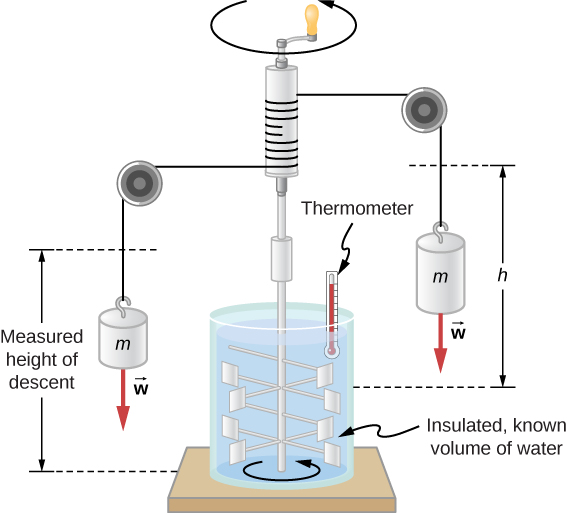 Thermometer
m
h
w
Measured
height of
descent
m
w
Insulated, known
volume of water